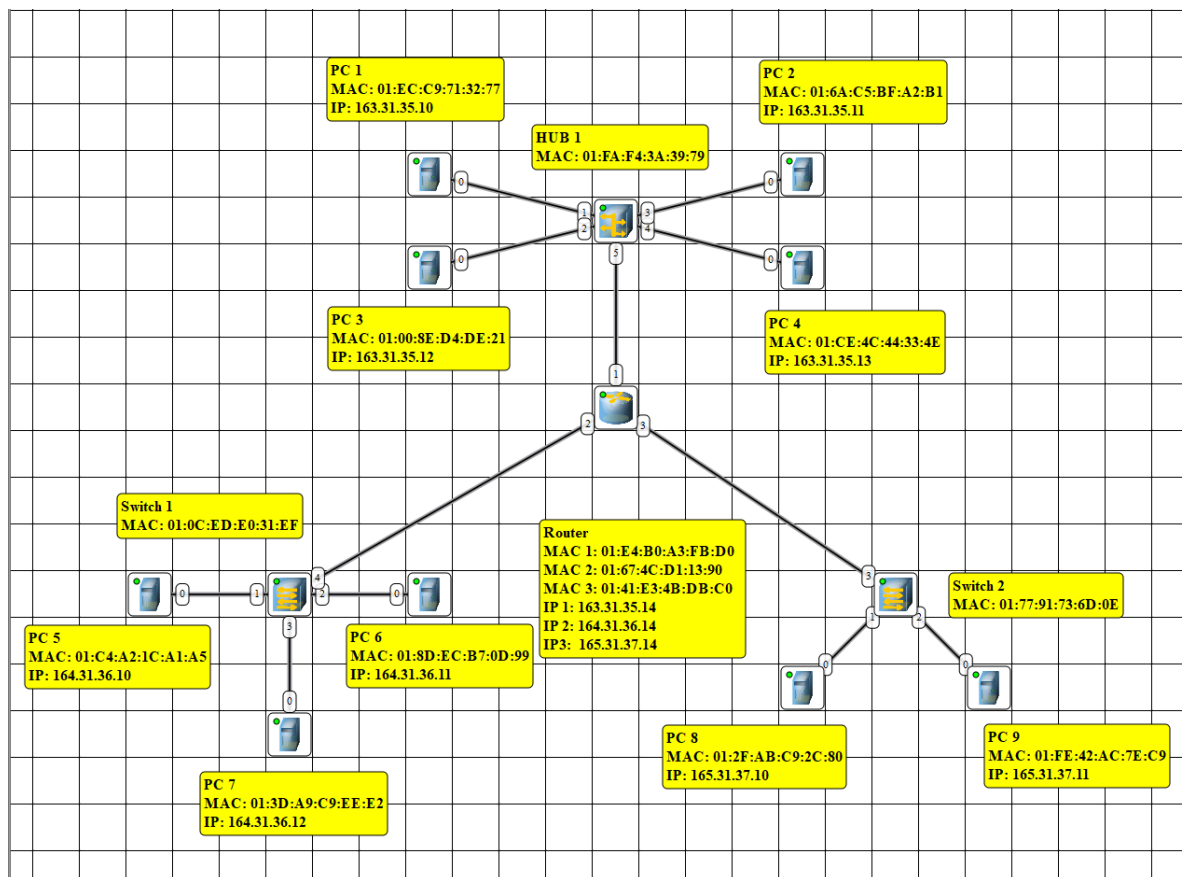 PC 1
MAC: 01:EC:C9:71:32:77
IP: 163.31.35.10
PC 2
MAC: 01:6A:C5:BF:A2:B1
IP: 163.31.35.11
HUB 1
MAC: 01:FA:F4:3A:39:79
0
0
1
3
2
4
0
0
5
PC 3
MAC: 01:00:8E:D4:DE:21
IP: 163.31.35.12
PC 4
MAC: 01:CE:4C:44:33:4E
IP: 163.31.35.13
1
2
3
Switch 1
MAC: 01:0C:ED:E0:31:EF
Router
MAC 1: 01:E4:B0:A3:FB:D0
MAC 2: 01:67:4C:D1:13:90
MAC 3: 01:41:E3:4B:DB:C0
IP 1: 163.31.35.14
IP 2: 164.31.36.14
IP3: 165.31.37.14
4
0
1
2
0
3
3
1
2
Switch 2
MAC: 01:77:91:73:6D:0E
PC 5
MAC: 01:C4:A2:1C:A1:A5
IP: 164.31.36.10
PC 6
MAC: 01:8D:EC:B7:0D:99
IP: 164.31.36.11
0
0
0
PC 7
MAC: 01:3D:A9:C9:EE:E2
IP: 164.31.36.12
PC 8
MAC: 01:2F:AB:C9:2C:80
IP: 165.31.37.10
PC 9
MAC: 01:FE:42:AC:7E:C9
IP: 165.31.37.11